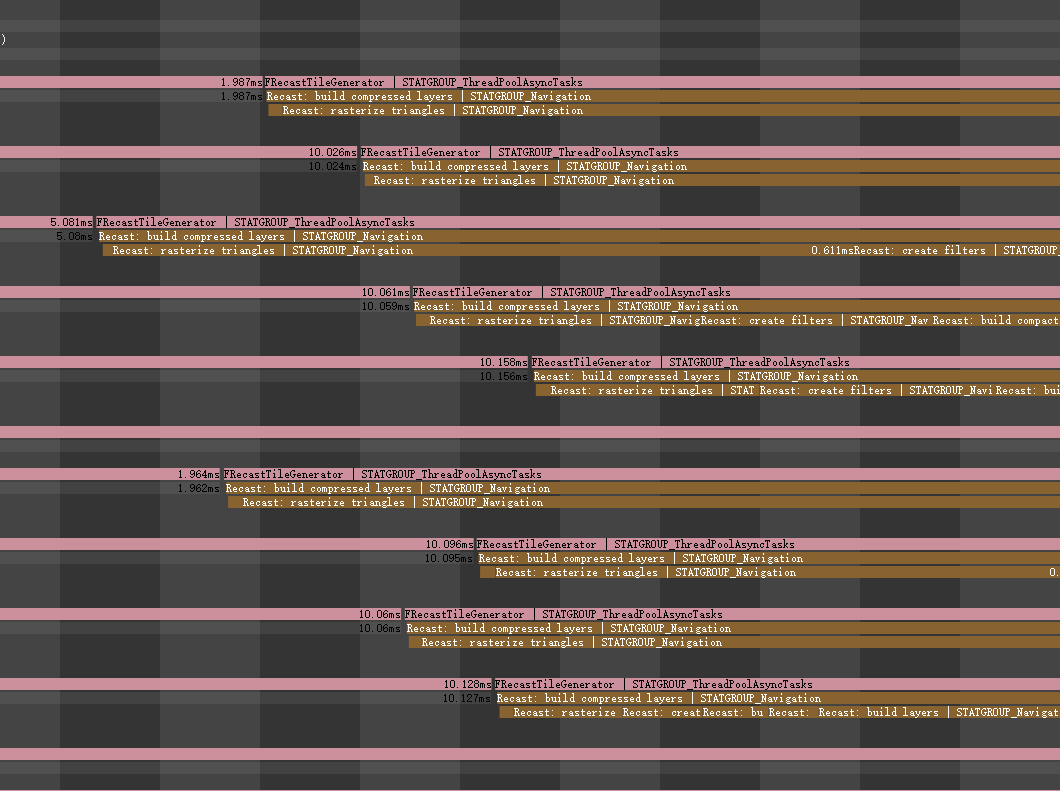 )
1.987ms FRecastTileGenerator | STATGROUP_ThreadPoolAsyncTasks
1.987ms Recast: build compressed layers | STATGROUP_Navigation
Recast: rasterize triangles | STATGROUP_Navigation
10.026ms FRecastTileGenerator | STATGROUP_ThreadPoolAsyncTasks
10.024ms Recast: build compressed layers | STATGROUP_Navigation
Recast: rasterize triangles | STATGROUP_Navigation
5.081ms FRecastTileGenerator | STATGROUP_ThreadPoolAsyncTasks
5.08ms Recast: build compressed layers | STATGROUP_Navigation
Recast: rasterize triangles | STATGROUP_Navigation 0.611msRecast: create filters | STATGROUP_
10.061ms FRecastTileGenerator | STATGROUP_ThreadPoolAsyncTasks
10.059ms Recast: build compressed layers | STATGROUP_Navigation
Recast: rasterize triangles | STATGROUP_NavigRecast: create filters | STATGROUP_Nav Recast: build compact
10.158ms FRecastTileGenerator | STATGROUP_ThreadPoolAsyncTasks
10.156ms Recast: build compressed layers | STATGROUP_Navigation
Recast: rasterize triangles | STAT Recast: create filters | STATGROUP_Navi Recast: bui
1.964ms FRecastTileGenerator | STATGROUP_ThreadPoolAsyncTasks
1.962ms Recast: build compressed layers | STATGROUP_Navigation
Recast: rasterize triangles | STATGROUP_Navigation
10.096ms FRecastTileGenerator | STATGROUP_ThreadPoolAsyncTasks
10.095ms Recast: build compressed layers | STATGROUP_Navigation
Recast: rasterize triangles | STATGROUP_Navigation 0.
10.06ms FRecastTileGenerator | STATGROUP_ThreadPoolAsyncTasks
10.06ms Recast: build compressed layers | STATGROUP_Navigation
Recast: rasterize triangles | STATGROUP_Navigation
10.128ms FRecastTileGenerator | STATGROUP_ThreadPoolAsyncTasks
10.127ms Recast: build compressed layers | STATGROUP_Navigation
Recast: rasterize Recast: creat Recast: bu Recast: Recast: build layers | STATGROUP_Navigat